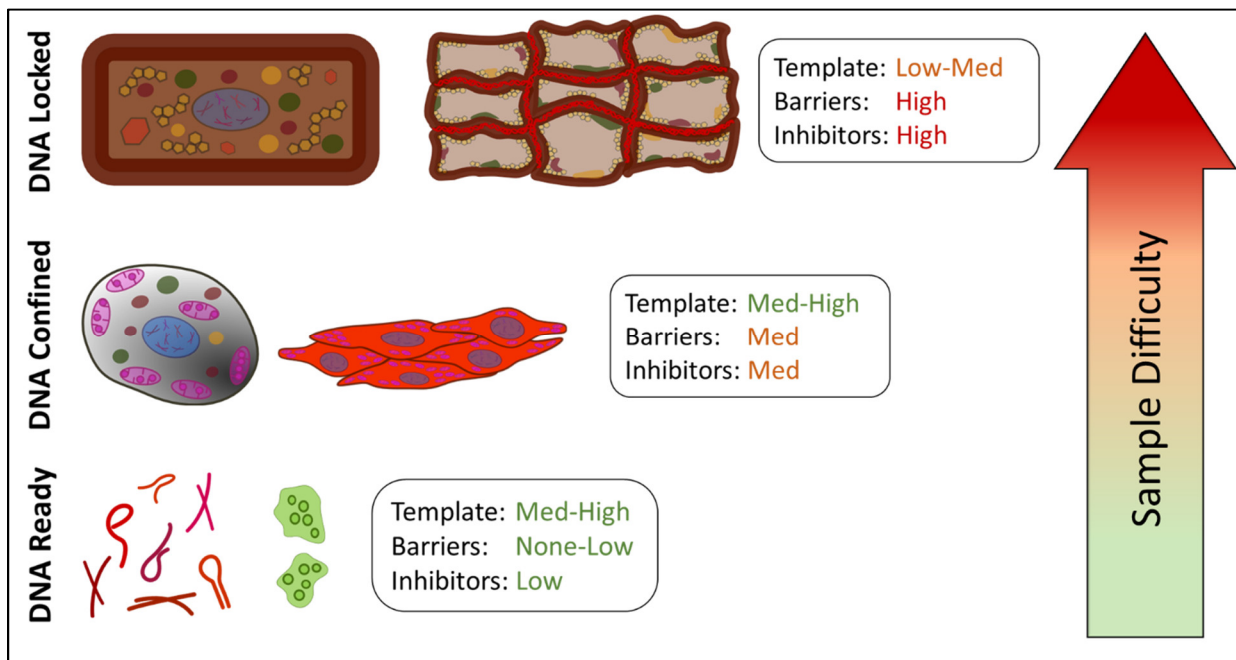 DNA Locked
Template: Low-Med
Barriers: High
Inhibitors: High
DNA Confined
Template: Med-High
Barriers: Med
Inhibitors: Med
DNA Ready
Template: Med-High
Barriers: None-Low
Inhibitors: Low
Sample Difficulty